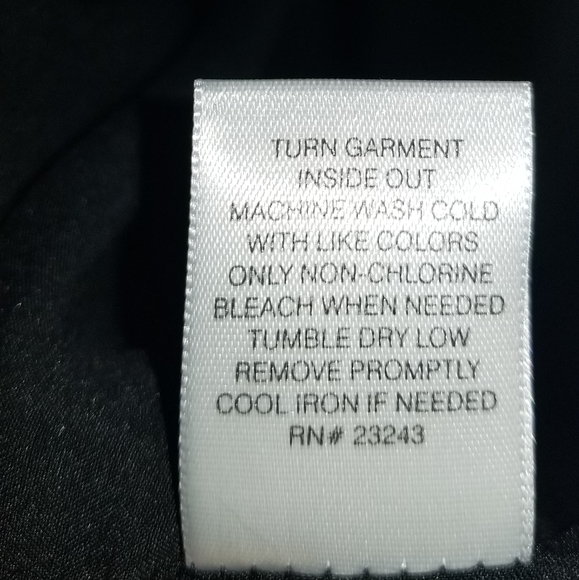 TURN GARMENT
INSIDE OUT
MACHINE WASH COLD
WITH LIKE COLORS
ONLY NON-CHLORINE
BLEACH WHEN NEEDED
TUMBLE DRY LOW
REMOVE PROMPTLY
COOL IRON IF NEEDED
RN# 23243